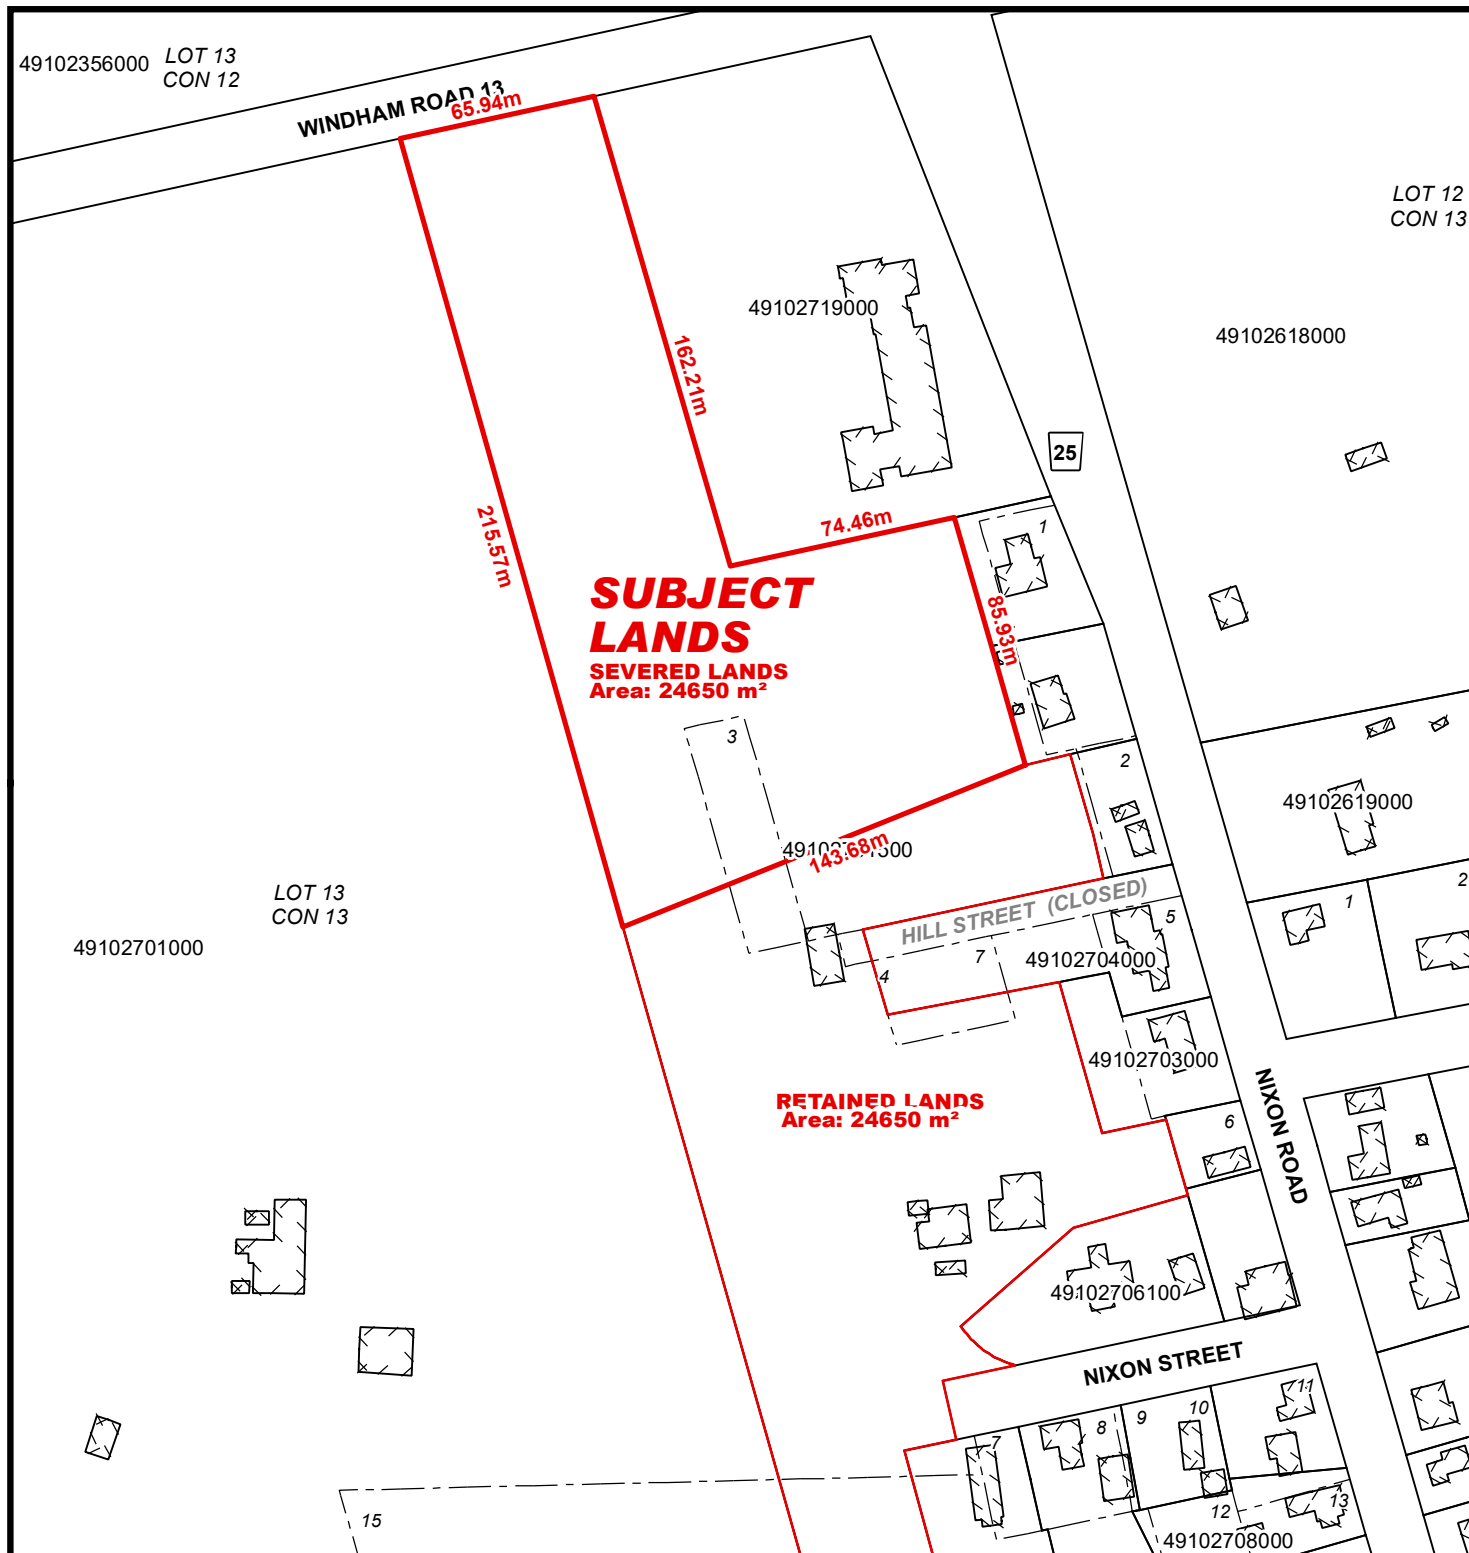 49102356000
LOT 13
CON 12
WINDHAM ROAD 13
65.94m
LOT 12
CON 13
49102719000
49102618000
162.21m
25
215.57m
74.46m
1
SUBJECT
LANDS
SEVERED LANDS
Area: 24650 m²
85.93m
3
2
49102619000
143.68m
LOT 13
CON 13
49102701000
HILL STREET (CLOSED)
1
2
5
7
4
49102704000
49102703000
RETAINED LANDS
Area: 24650 m²
NIXON ROAD
6
49102706100
NIXON STREET
7
8
9
10
11
12
13
15
49102708000